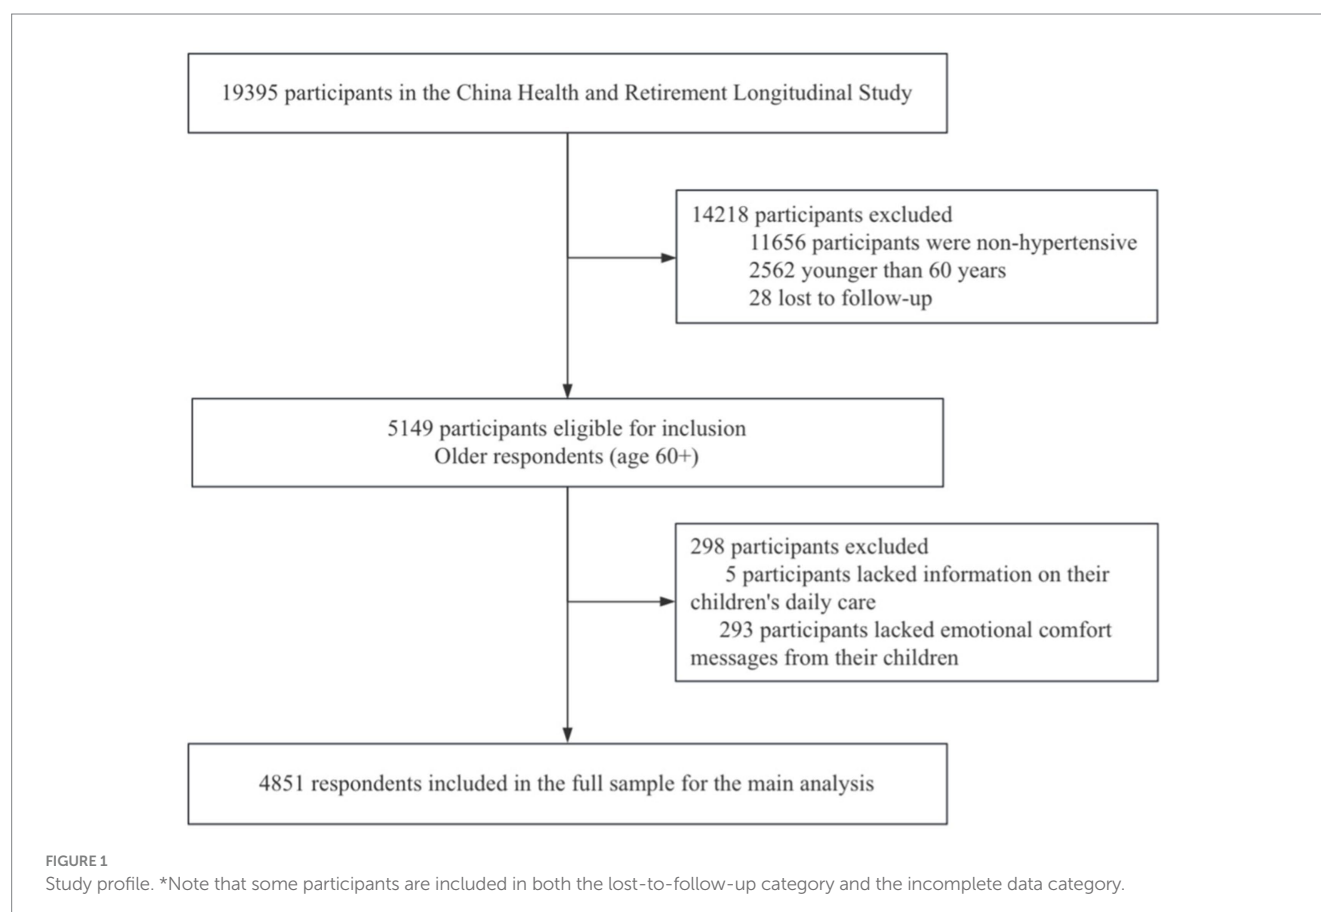 19395 participants in the China Health and Retirement Longitudinal Study
14218 participants excluded
11656 participants were non-hypertensive
2562 younger than 60 years
28 lost to follow-up
5149 participants eligible for inclusion
Older respondents (age 60+)
298 participants excluded
5 participants lacked information on their
children's daily care
293 participants lacked emotional comfort
messages from their children
4851 respondents included in the full sample for the main analysis
FIGURE 1
Study profile. *Note that some participants are included in both the lost-to-follow-up category and the incomplete data category.